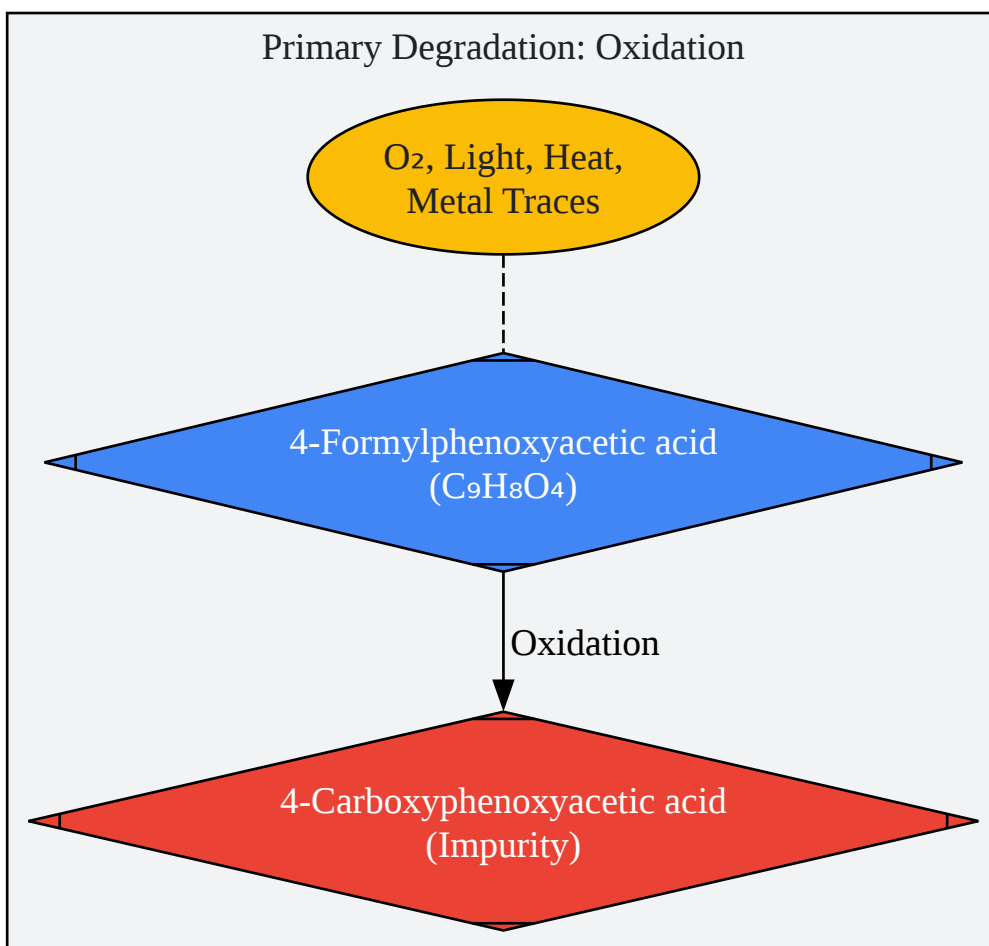 Primary Degradation: Oxidation
O₂, Light, Heat,
Metal Traces
4-Formylphenoxyacetic acid
(C₉H₈O₄)
Oxidation
4-Carboxyphenoxyacetic acid
(Impurity)